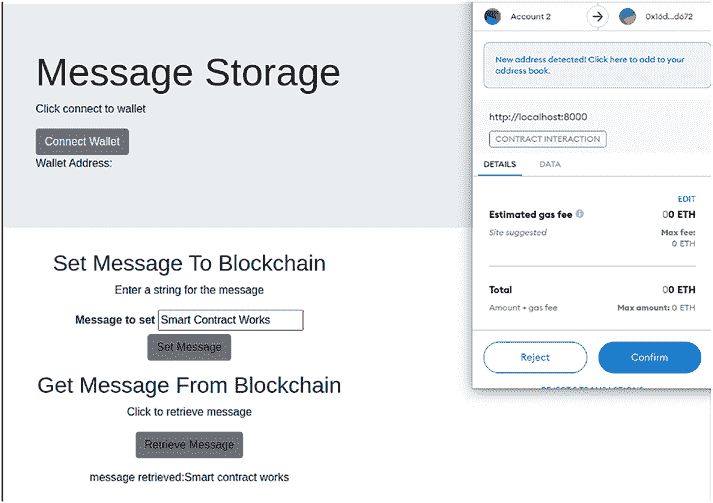 Message Storage
Click connect to wallet
Connect Wallet
Wallet Address:
Set Message To Blockchain
Enter a string for the message
Message to set Smart Contract Works
Set Message
Get Message From Blockchain
Click to retrieve message
Retrieve Message
message retrieved:Smart contract works
Account 2
0x16d...d672
New address detected! Click here to add to your
address book.
http://localhost:8000
CONTRACT INTERACTION
DETAILS DATA
EDIT
Estimated gas fee 00 ETH
Site suggested Max fee:
0 ETH
Total 00 ETH
Amount + gas fee Max amount: 0 ETH
Reject Confirm